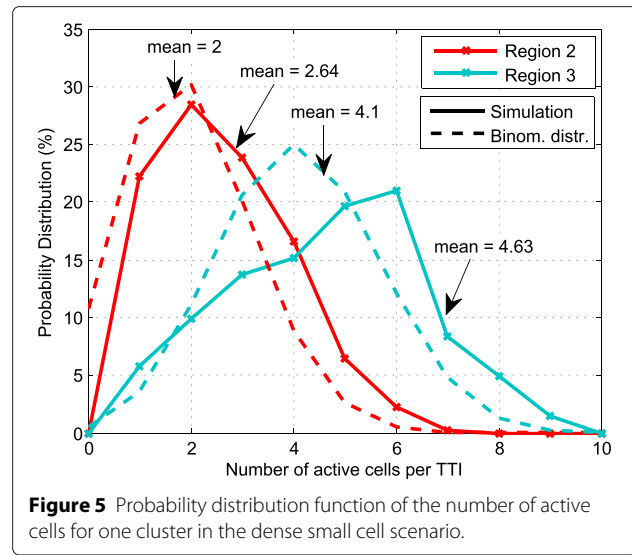 35
30
25
20
15
10
5
0
Probability Distribution (%)
mean = 2
mean = 2.64
mean = 4.1
mean = 4.63
Region 2
Region 3
Simulation
Binom. distr.
0 2 4 6 8 10
Number of active cells per TTI
Figure 5 Probability distribution function of the number of active
cells for one cluster in the dense small cell scenario.